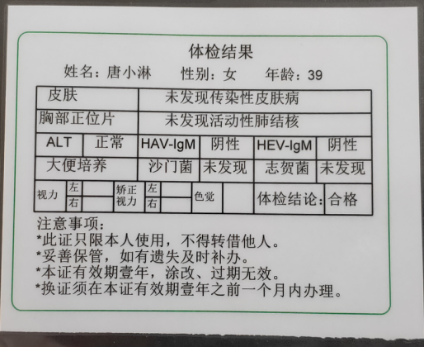 体检结果
姓名：唐小淋 性别：女 年龄：39
皮肤 未发现传染性皮肤病
胸部正位片 未发现活动性肺结核
ALT 正常 HAV-IgM 阴性 HEV-IgM 阴性
大便培养 沙门菌 未发现 志贺菌 未发现
视力 左 右 矫正视力 左 右 色觉 体检结论：合格
注意事项：
*此证只限本人使用，不得转借他人。
*妥善保管，如有遗失及时补办。
*本证有效期壹年，涂改、过期无效。
*换证须在本证有效期壹年之前一个月内办理。